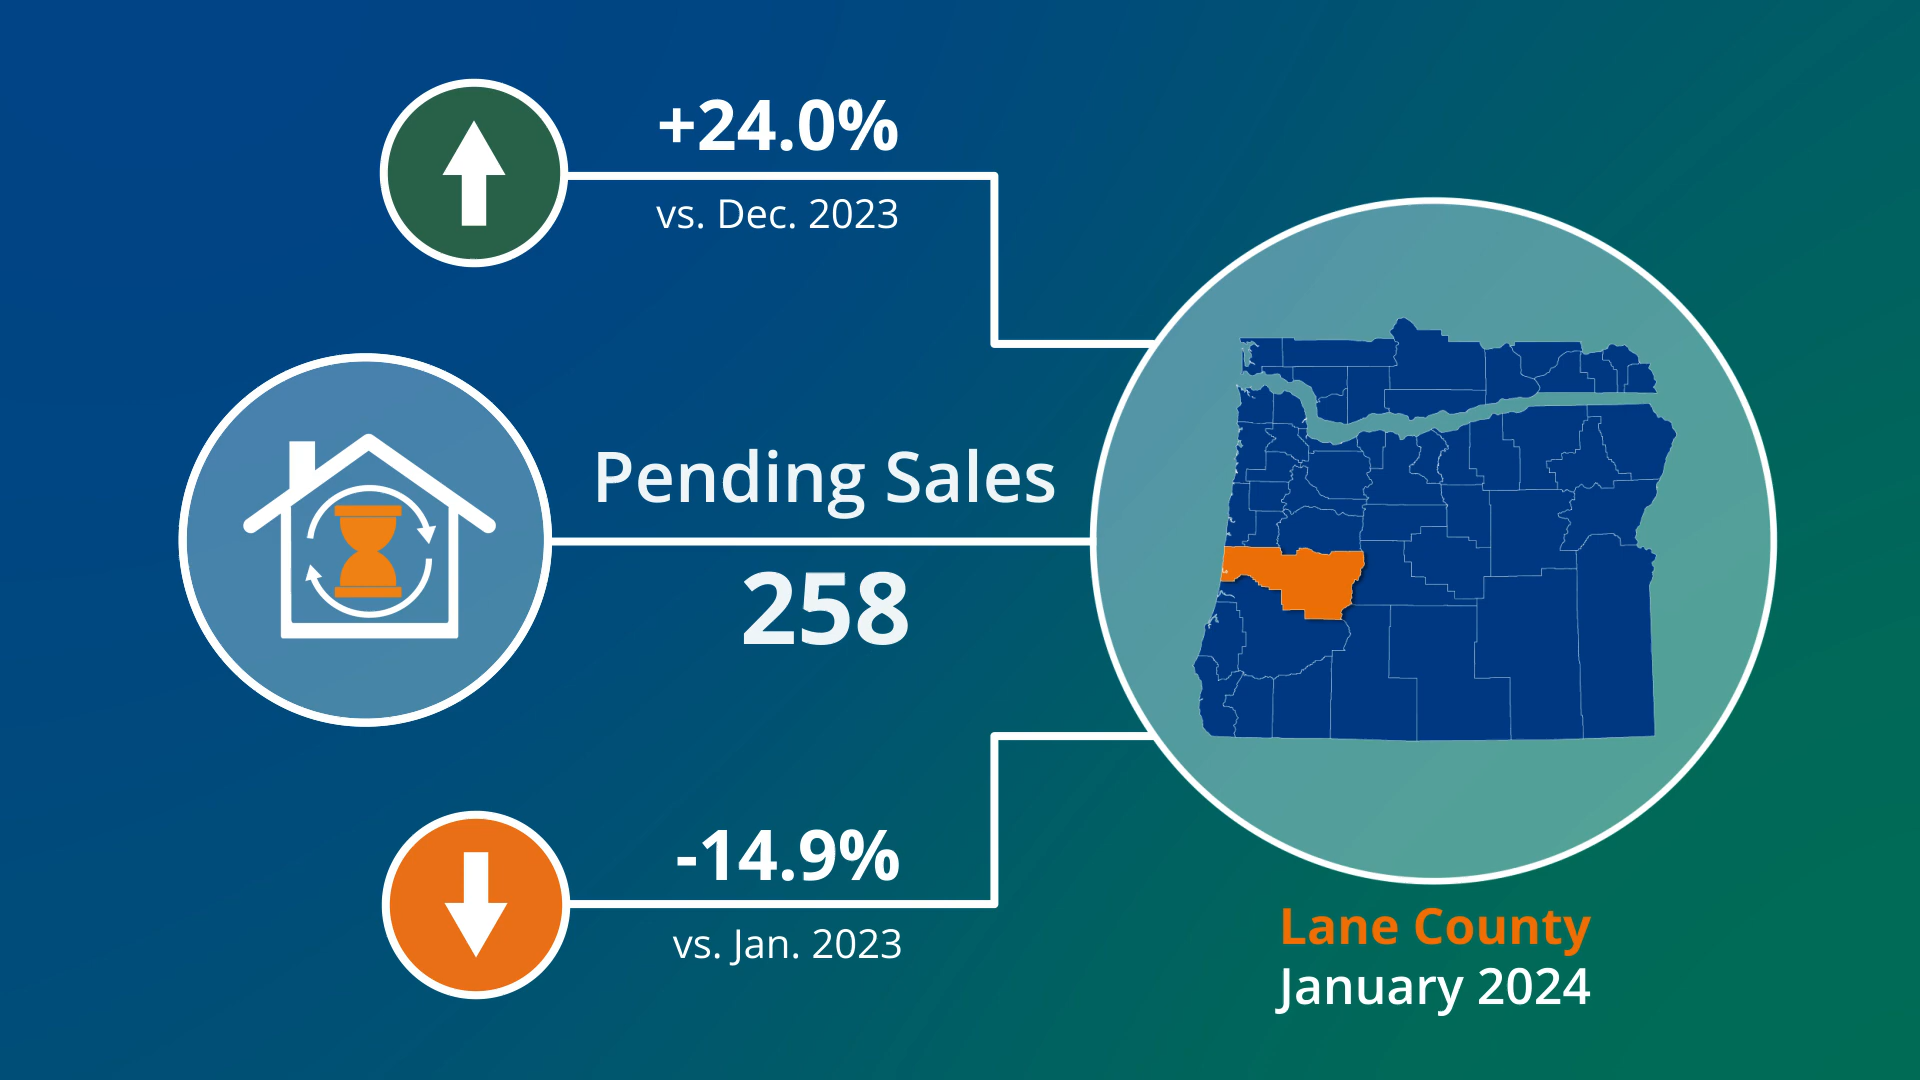 +24.0%
vs. Dec. 2023
Pending Sales
258
-14.9%
vs. Jan. 2023
Lane County
January 2024